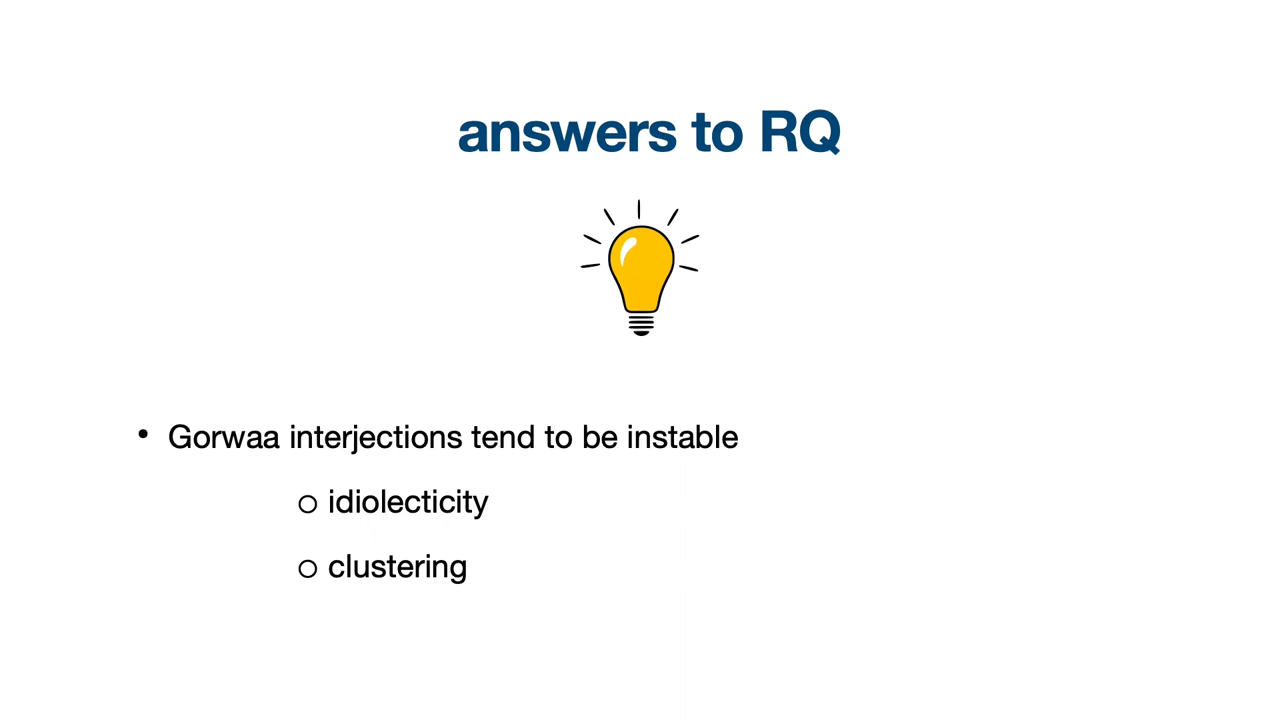 answers to RQ
• Gorwaa interjections tend to be instable
○ idiolecticity
○ clustering